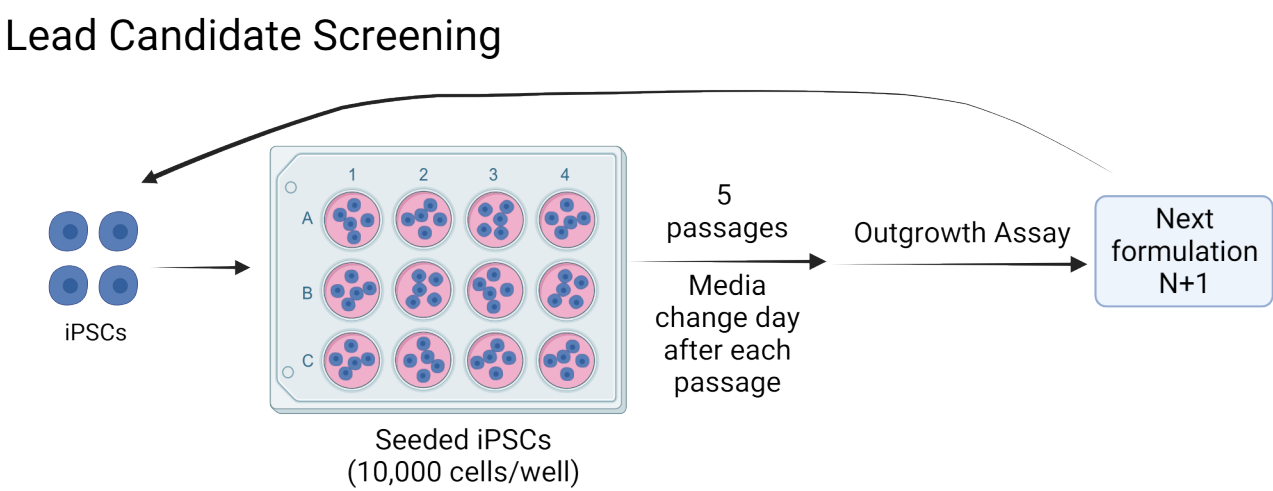 Lead Candidate Screening
1 2 3 4
A
B
C
iPSCs
Seeded iPSCs
(10,000 cells/well)
5
passages
Media
change day
after each
passage
Outgrowth Assay
Next
formulation
N+1